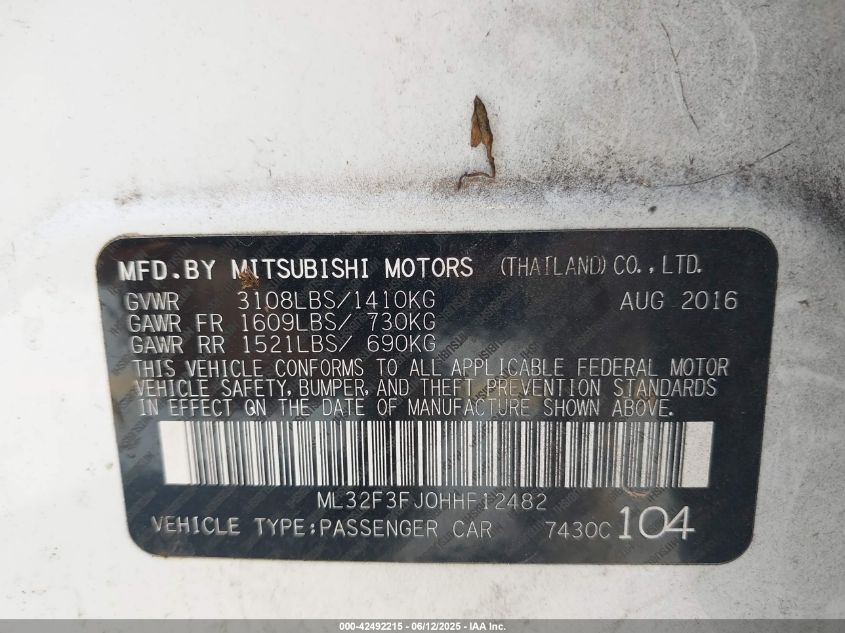 MFD.BY MITSUBISHI MOTORS (THAILAND)CO.,LTD.
GVWR 3108LBS/1410KG AUG 2016
GAWR FR 1609LBS/ 730KG
GAWR RR 1521LBS/ 690KG
THIS VEHICLE CONFORMS TO ALL APPLICABLE FEDERAL MOTOR
VEHICLE SAFETY, BUMPER, AND THEFT PREVENTION STANDARDS
IN EFFECT ON THE DATE OF MANUFACTURE SHOWN ABOVE.
ML32F3FJ0HHF12482
VEHICLE TYPE:PASSENGER CAR 7430C 104
000-42492215 - 06/12/2025 - IAA Inc.